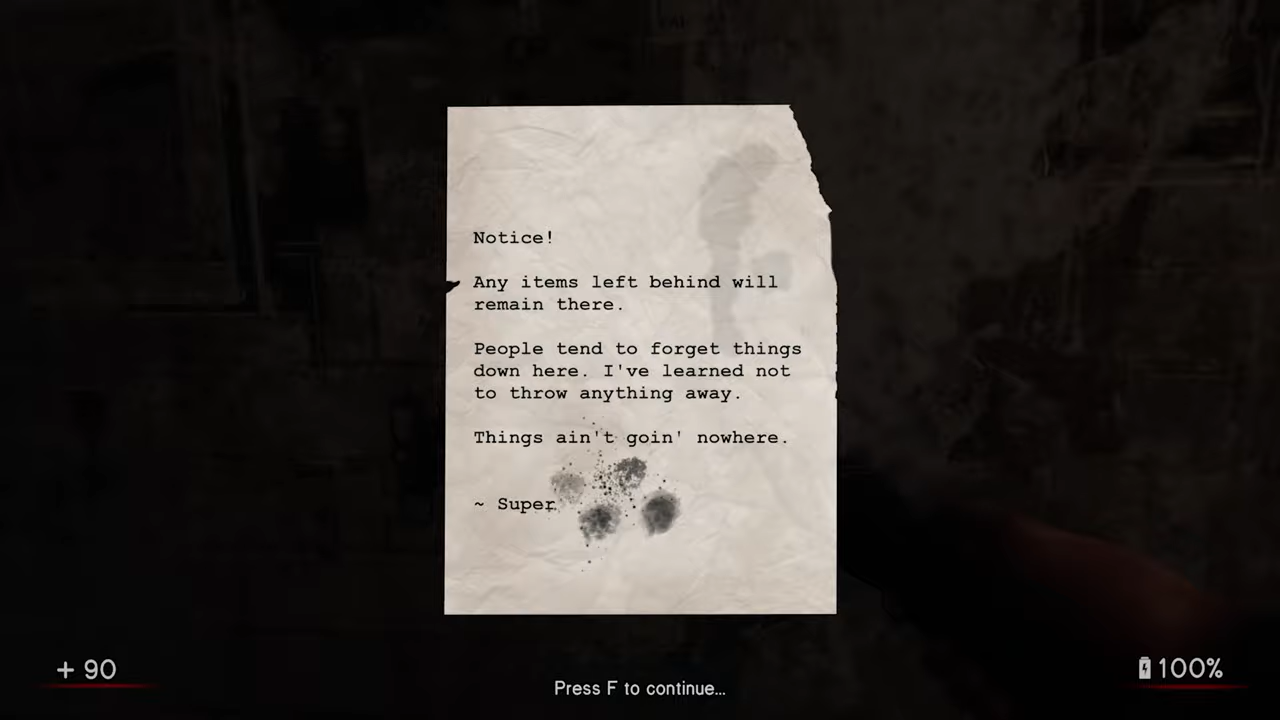 Notice!
Any items left behind will
remain there.
People tend to forget things
down here. I've learned not
to throw anything away.
Things ain't goin' nowhere.
~ Super
+ 90
Press F to continue...
100%